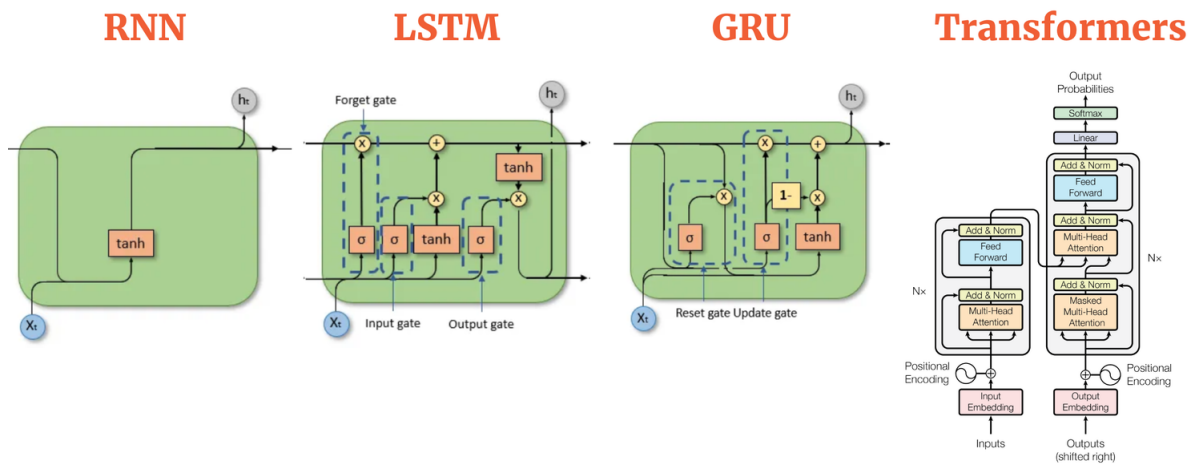 RNN
LSTM
GRU
Transformers
ht
tanh
Xt
Forget gate
ht
x
+
tanh
x
x
σ
σ
tanh
σ
Xt
Input gate
Output gate
ht
x
+
x
1-
x
σ
σ
tanh
Xt
Reset gate
Update gate
Output
Probabilities
Softmax
Linear
Add & Norm
Feed
Forward
Add & Norm
Multi-Head
Attention
Add & Norm
Masked
Multi-Head
Attention
N×
Add & Norm
Feed
Forward
Add & Norm
Multi-Head
Attention
N×
Positional
Encoding
+
+
Positional
Encoding
Input
Embedding
Output
Embedding
Inputs
Outputs
(shifted right)